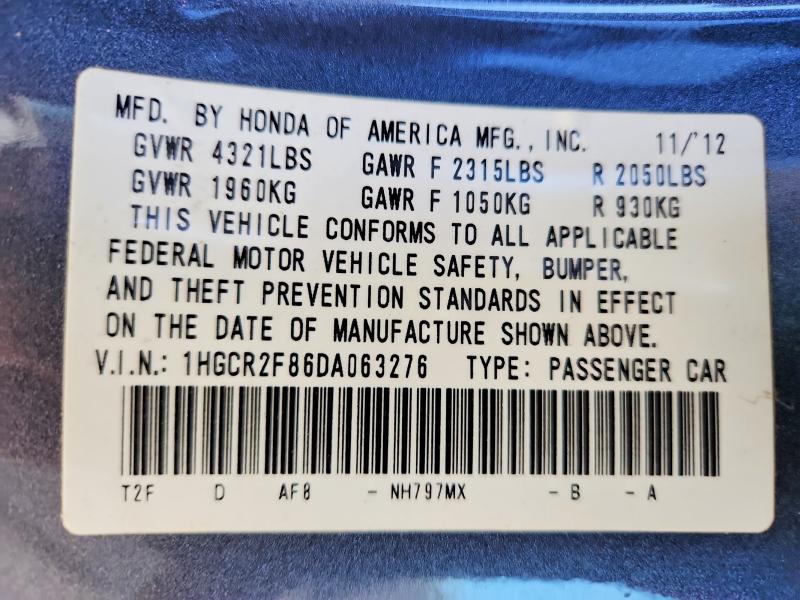 MFD. BY HONDA OF AMERICA MFG., INC. 11/'12
GVWR 4321LBS GAWR F 2315LBS R 2050LBS
GVWR 1960KG GAWR F 1050KG R 930KG
THIS VEHICLE CONFORMS TO ALL APPLICABLE
FEDERAL MOTOR VEHICLE SAFETY, BUMPER,
AND THEFT PREVENTION STANDARDS IN EFFECT
ON THE DATE OF MANUFACTURE SHOWN ABOVE.
V.I.N.: 1HGCR2F86DA063276 TYPE: PASSENGER CAR
T2F D AF8 - NH797MX - B - A